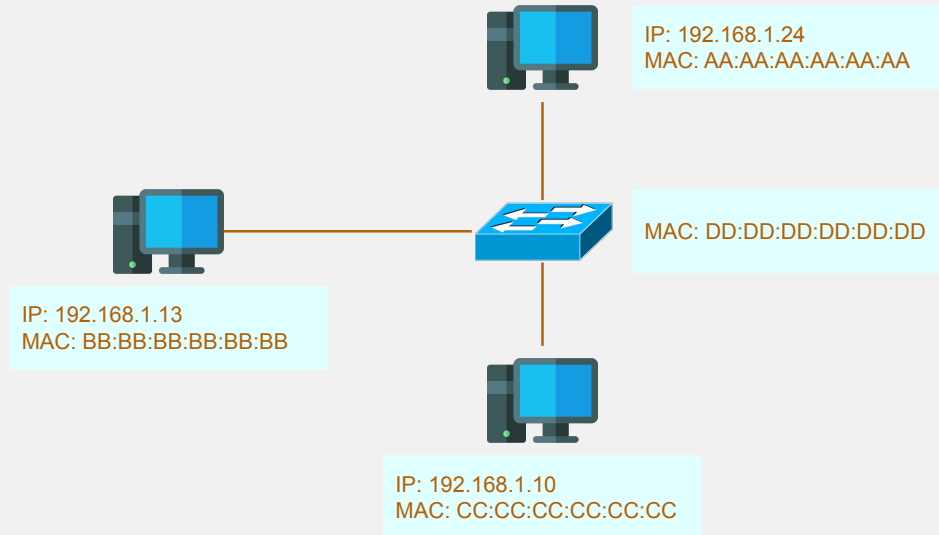 IP: 192.168.1.24
MAC: AA:AA:AA:AA:AA:AA
MAC: DD:DD:DD:DD:DD:DD
IP: 192.168.1.13
MAC: BB:BB:BB:BB:BB:BB
IP: 192.168.1.10
MAC: CC:CC:CC:CC:CC:CC